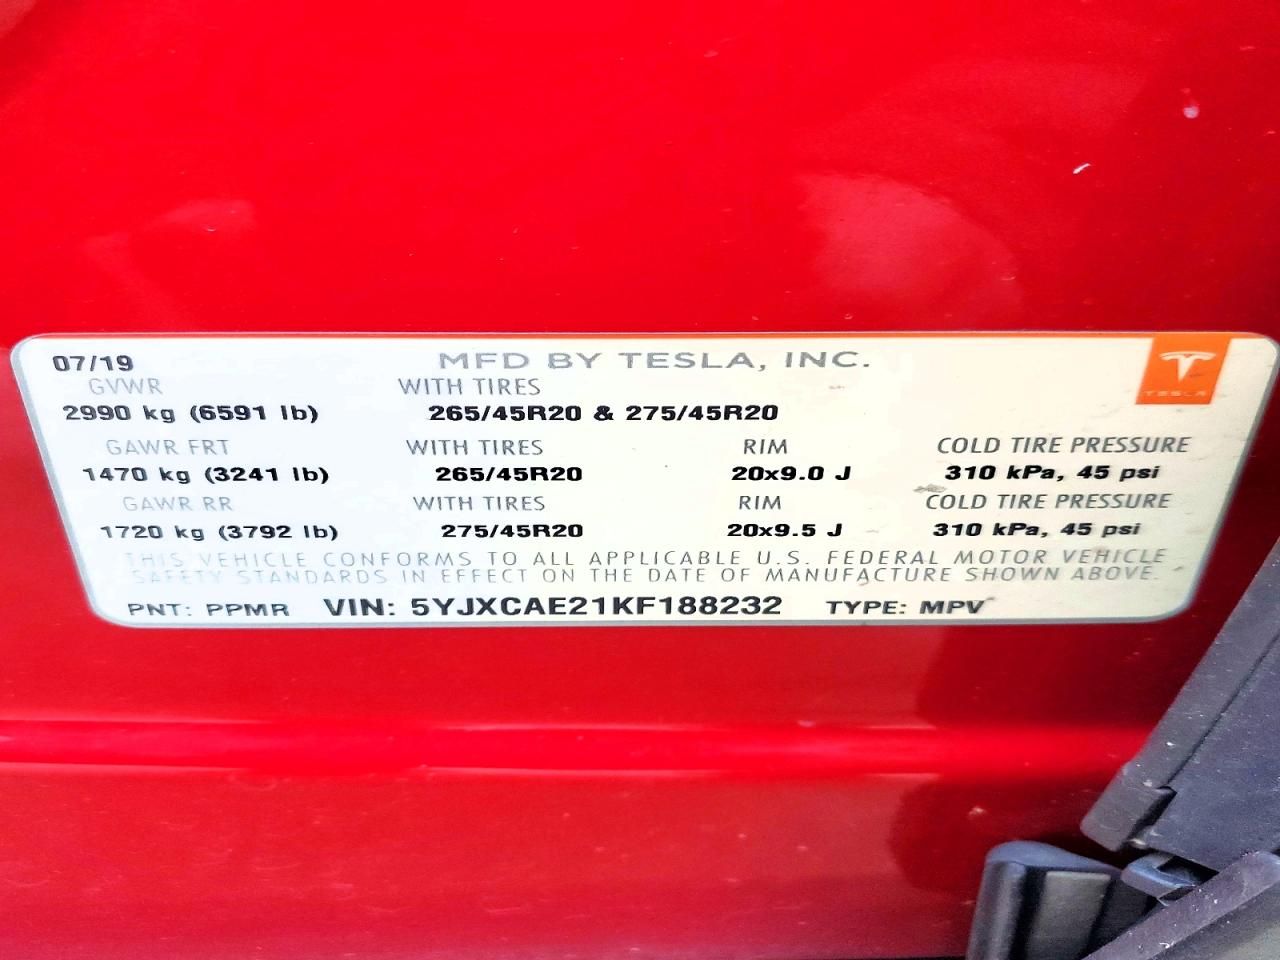 07/19 MFD BY TESLA, INC.
GVWR WITH TIRES
2990 kg (6591 lb) 265/45R20 & 275/45R20
GAWR FRT WITH TIRES RIM COLD TIRE PRESSURE
1470 kg (3241 lb) 265/45R20 20x9.0 J 310 kPa, 45 psi
GAWR RR WITH TIRES RIM COLD TIRE PRESSURE
1720 kg (3792 lb) 275/45R20 20x9.5 J 310 kPa, 45 psi
THIS VEHICLE CONFORMS TO ALL APPLICABLE U.S. FEDERAL MOTOR VEHICLE
SAFETY STANDARDS IN EFFECT ON THE DATE OF MANUFACTURE SHOWN ABOVE.
PNT: PPMR VIN: 5YJXCAE21KF188232 TYPE: MPV
TESLA